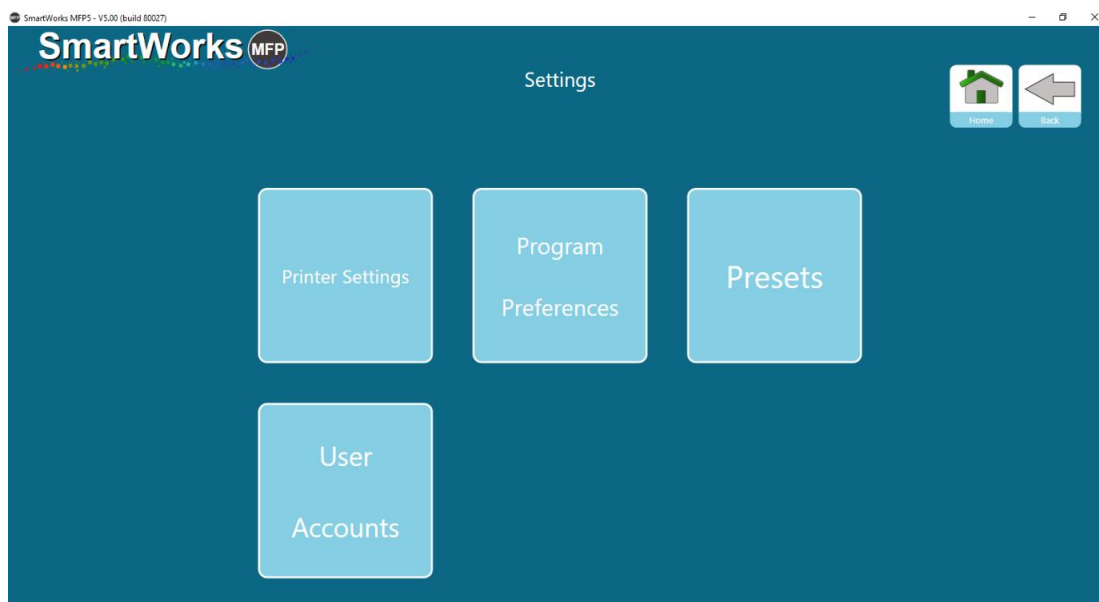 SmartWorks MFP5 - V5.00 (build 80027)
SmartWorks MFP
Settings
Home
Back
Printer Settings
Program
Preferences
Presets
User
Accounts